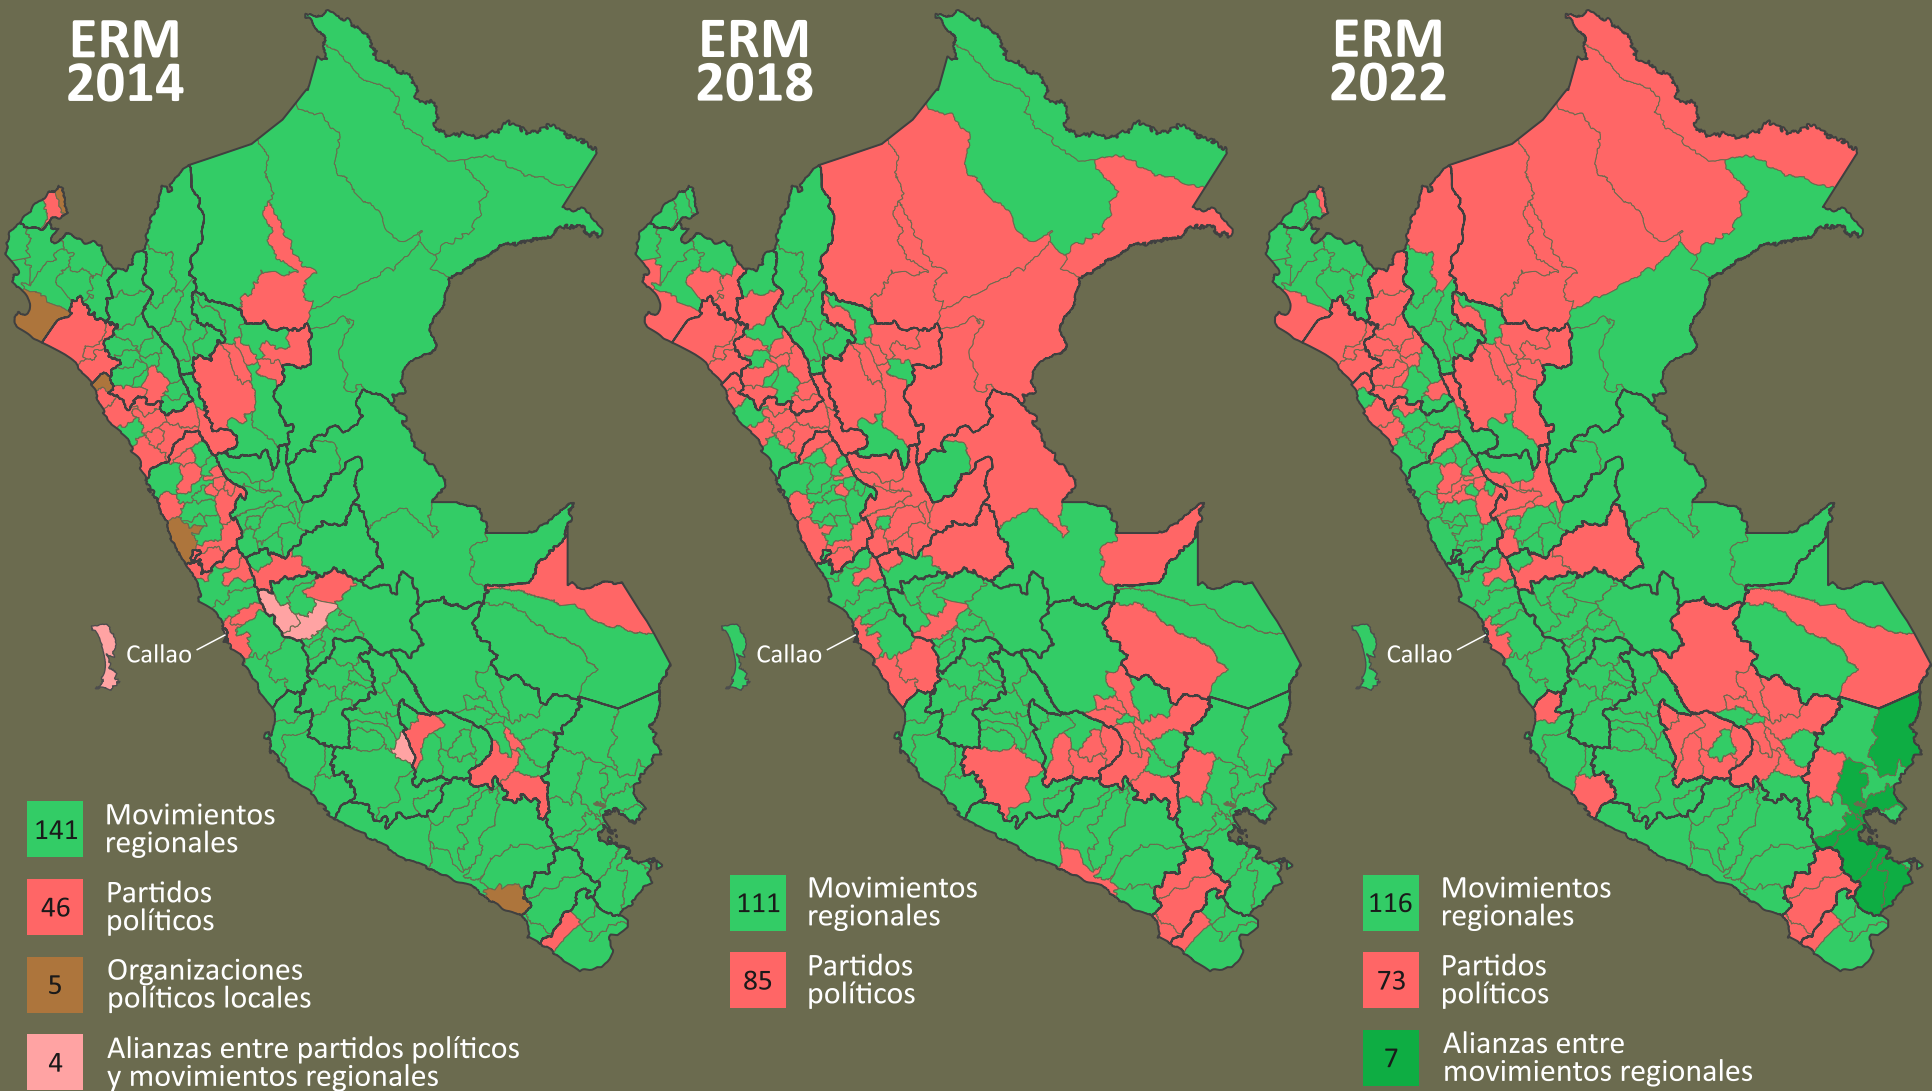 ERM
2014
Callao
141
Movimientos
regionales
46
Partidos
políticos
5
Organizaciones
políticos locales
4
Alianzas entre partidos políticos
y movimientos regionales
ERM
2018
Callao
111
Movimientos
regionales
85
Partidos
políticos
ERM
2022
Callao
116
Movimientos
regionales
73
Partidos
políticos
7
Alianzas entre
movimientos regionales